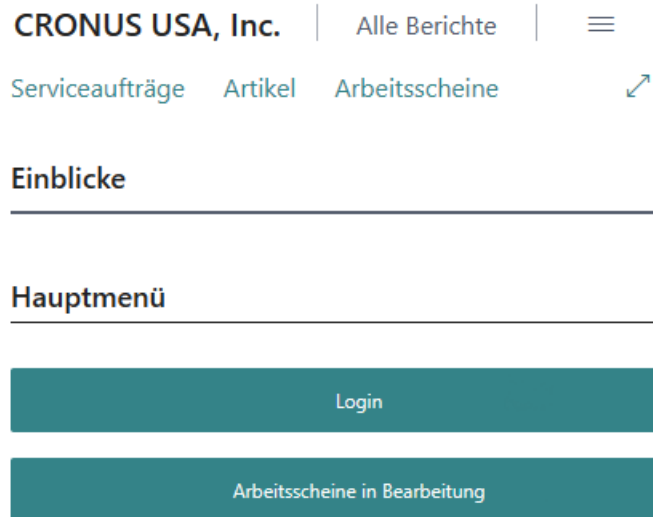 CRONUS USA, Inc. Alle Berichte
Serviceaufträge Artikel Arbeitsscheine
Einblicke
Hauptmenü
Login
Arbeitsscheine in Bearbeitung